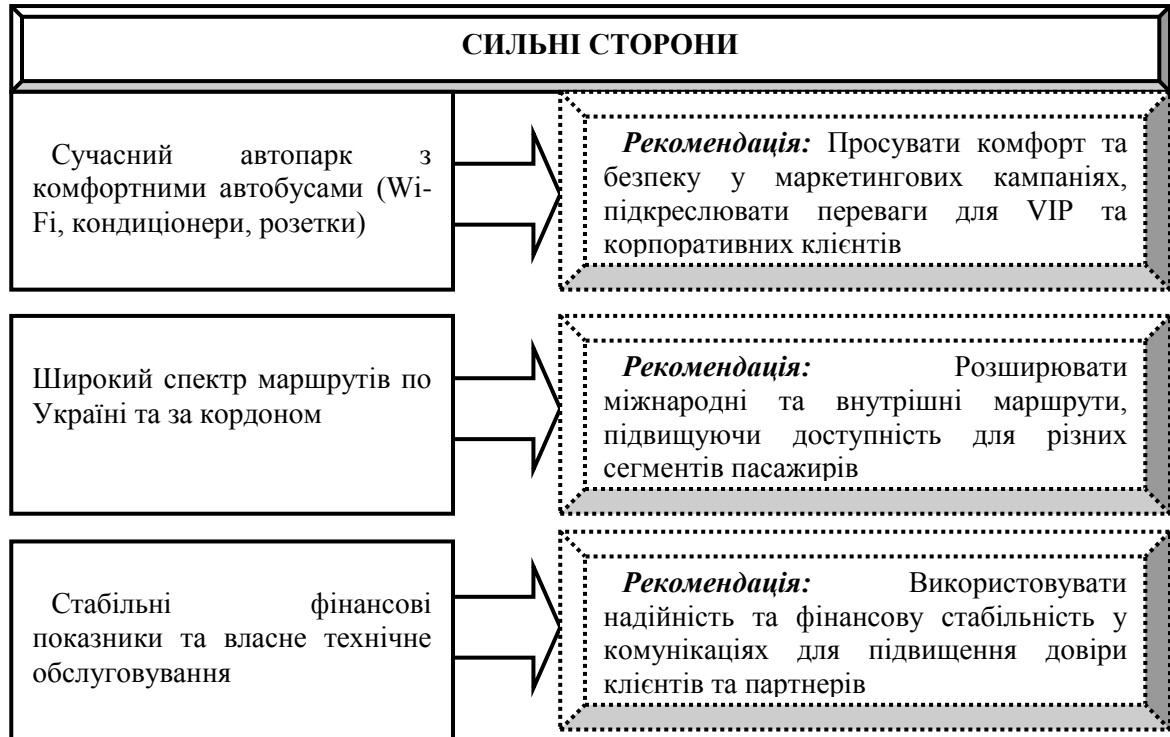 СИЛЬНІ СТОРОНИ
Сучасний автопарк з
комфортними автобусами (Wi-
Fi, кондиціонери, розетки)
Рекомендація: Просувати комфорт та
безпеку у маркетингових кампаніях,
підкреслювати переваги для VIP та
корпоративних клієнтів
Широкий спектр маршрутів по
Україні та за кордоном
Рекомендація: Розширювати
міжнародні та внутрішні маршрути,
підвищуючи доступність для різних
сегментів пасажирів
Стабільні фінансові
показники та власне технічне
обслуговування
Рекомендація: Використовувати
надійність та фінансову стабільність у
комунікаціях для підвищення довіри
клієнтів та партнерів